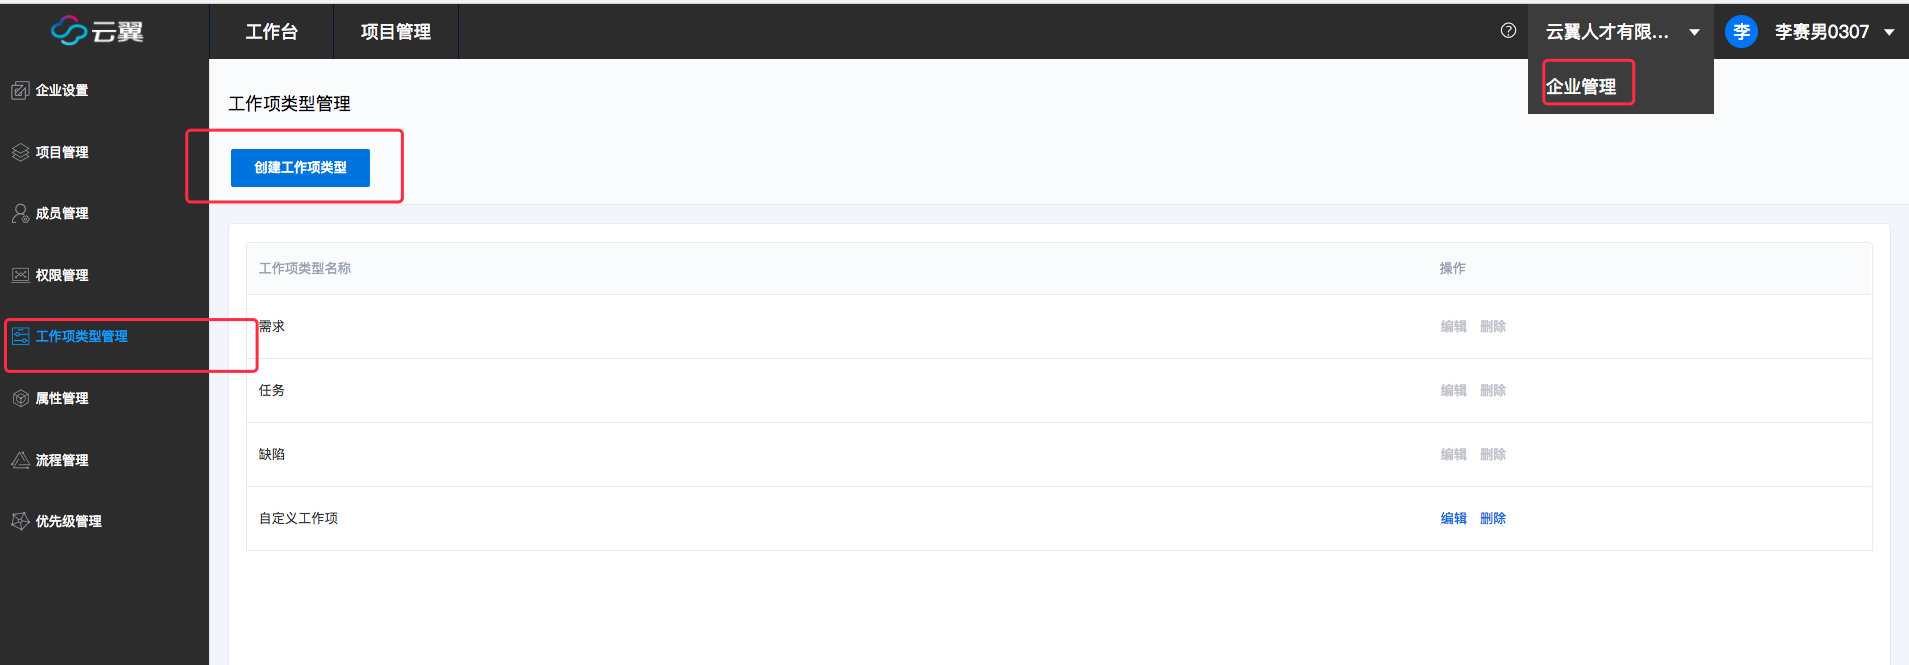 云翼
工作台
项目管理
云翼人才有限...
李
李赛男0307
企业管理
企业设置
项目管理
成员管理
权限管理
工作项类型管理
属性管理
流程管理
优先级管理
工作项类型管理
创建工作项类型
工作项类型名称 操作
需求 编辑 删除
任务 编辑 删除
缺陷 编辑 删除
自定义工作项 编辑 删除